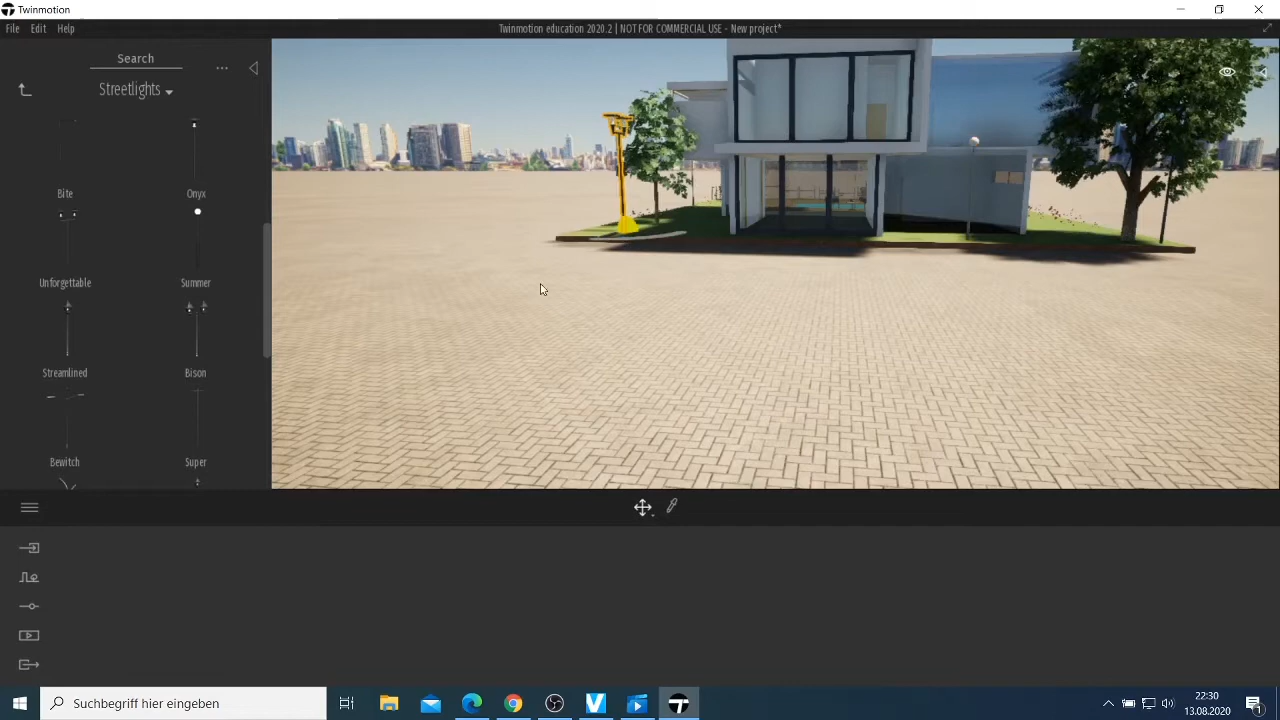 Twinmotion
File Edit Help
Twinmotion education 2020.2 | NOT FOR COMMERCIAL USE - New project*
Search
Streetlights
Bite Onyx
Unforgettable Summer
Streamlined Bison
Bewitch Super
Suchbegriff hier eingeben
22:30
13.08.2020
1